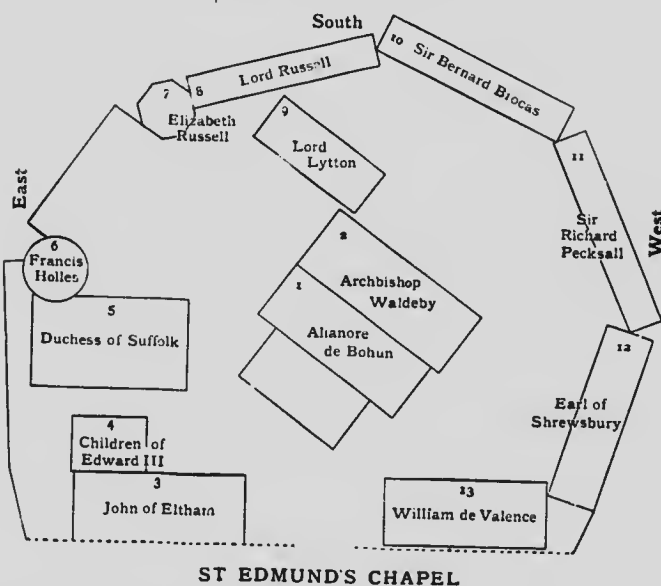 South
10 Sir Bernard Brocas
8 Lord Russell
7
Elizabeth
Russell
9
Lord
Lytton
11
Sir
Richard
Pecksall
West
East
6
Francis
Holles
2
Archbishop
Waldeby
1
Alianore
de Bohun
5
Duchess of Suffolk
12
Earl of
Shrewsbury
4
Children of
Edward III
3
John of Eltham
13
William de Valence
ST EDMUND'S CHAPEL